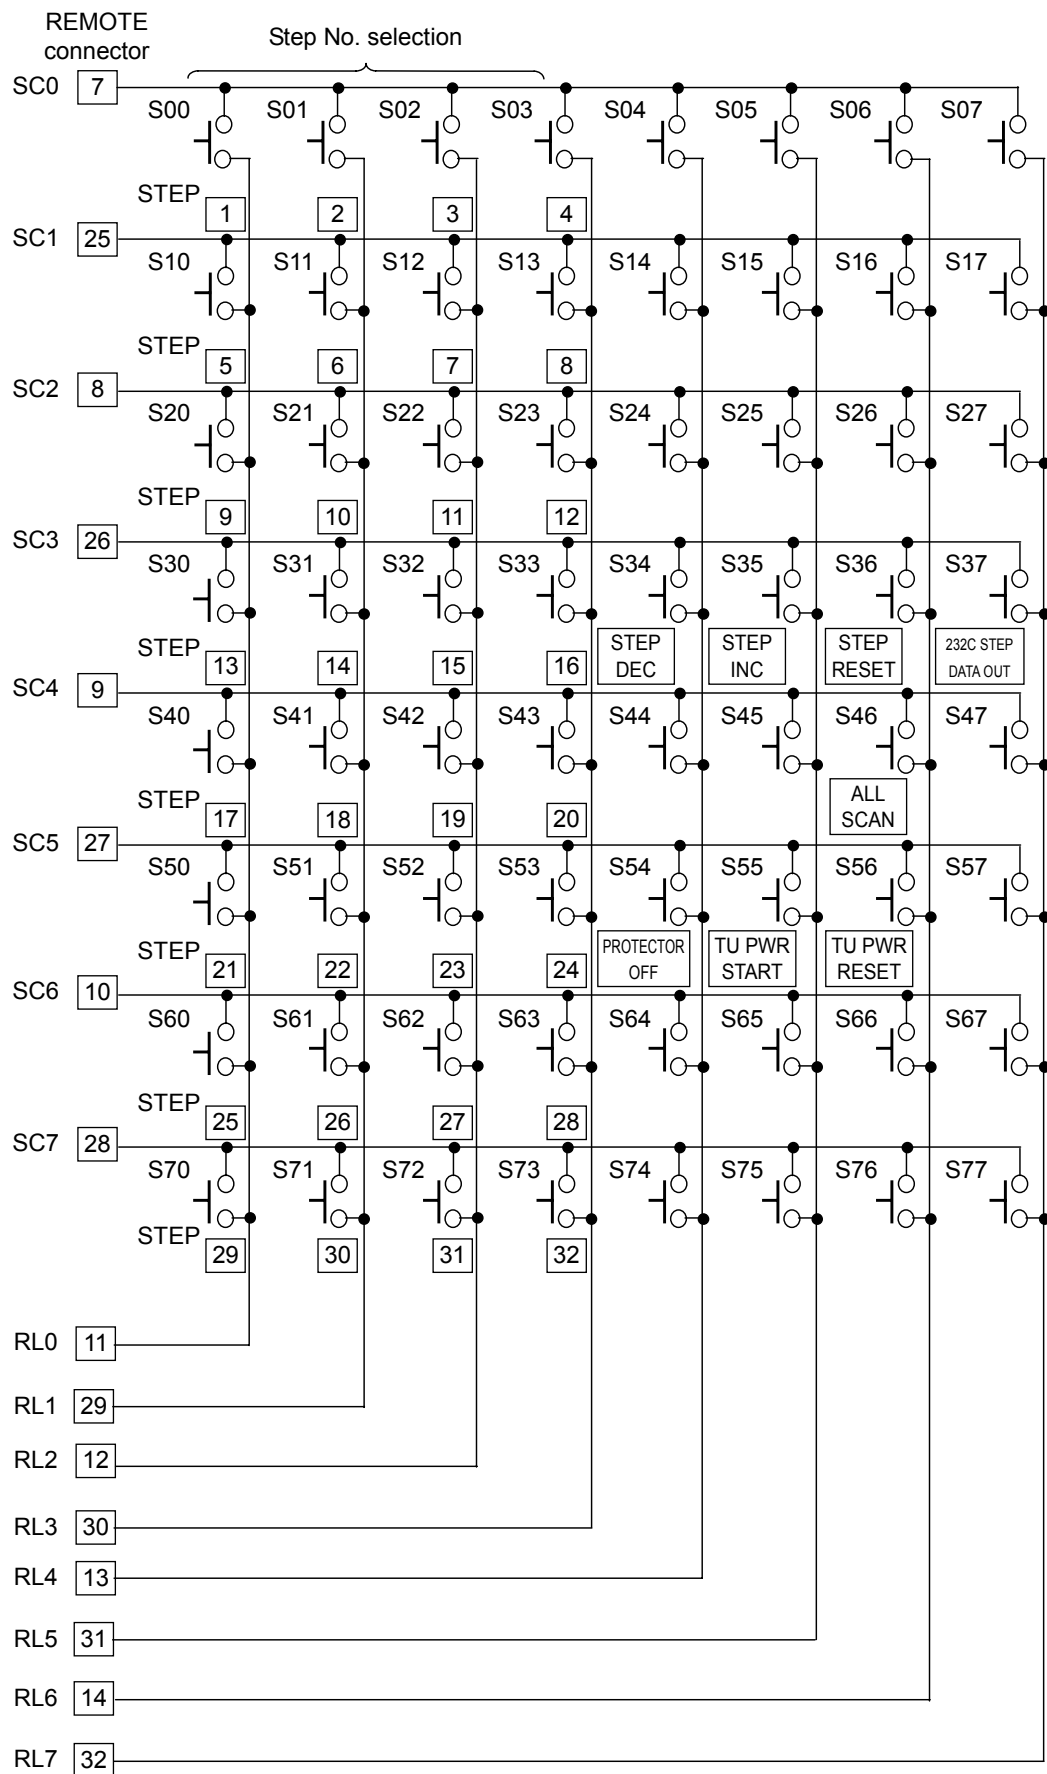 REMOTE
connector
Step No. selection
SC0 7
S00 S01 S02 S03 S04 S05 S06 S07
STEP 1 2 3 4
SC1 25
S10 S11 S12 S13 S14 S15 S16 S17
STEP 5 6 7 8
SC2 8
S20 S21 S22 S23 S24 S25 S26 S27
STEP 9 10 11 12
SC3 26
S30 S31 S32 S33 S34 S35 S36 S37
STEP 13 14 15 16
STEP
DEC
STEP
INC
STEP
RESET
232C STEP
DATA OUT
SC4 9
S40 S41 S42 S43 S44 S45 S46 S47
STEP 17 18 19 20
ALL
SCAN
SC5 27
S50 S51 S52 S53 S54 S55 S56 S57
STEP 21 22 23 24
PROTECTOR
OFF
TU PWR
START
TU PWR
RESET
SC6 10
S60 S61 S62 S63 S64 S65 S66 S67
STEP 25 26 27 28
SC7 28
S70 S71 S72 S73 S74 S75 S76 S77
STEP 29 30 31 32
RL0 11
RL1 29
RL2 12
RL3 30
RL4 13
RL5 31
RL6 14
RL7 32